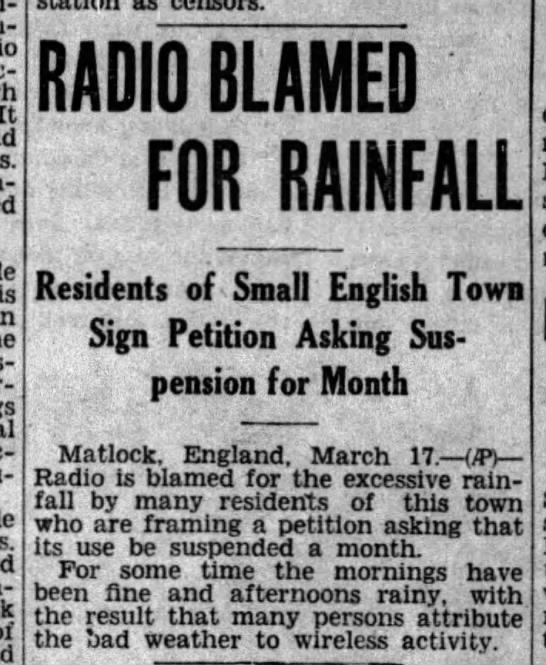 station as censors.
RADIO BLAMED
FOR RAINFALL
Residents of Small English Town
Sign Petition Asking Sus-
pension for Month
Matlock, England, March 17.—(AP)—
Radio is blamed for the excessive rain-
fall by many residents of this town
who are framing a petition asking that
its use be suspended a month.
For some time the mornings have
been fine and afternoons rainy, with
the result that many persons attribute
the bad weather to wireless activity.